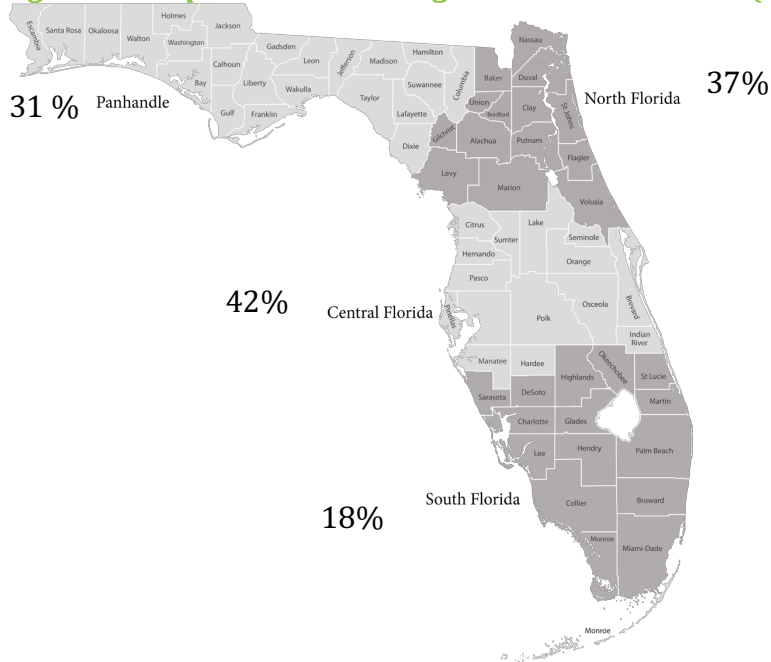 Holmes
Jackson
Escambia
Santa Rosa
Okaloosa
Walton
Washington
Bay
Calhoun
Gulf
Liberty
Gadsden
Franklin
Leon
Wakulla
Jefferson
Madison
Taylor
Hamilton
Suwannee
Lafayette
Dixie
Columbia
31 % Panhandle
Nassau
Baker
Duval
Union
Bradford
Clay
St Johns
Gilchrist
Alachua
Putnam
Flagler
Levy
Marion
Volusia
North Florida
37%
Citrus
Sumter
Lake
Seminole
Hernando
Orange
Pasco
Osceola
Brevard
Pinellas
Polk
Indian
River
Manatee
Hardee
42%
Central Florida
Highlands
Okeechobee
St Lucie
Sarasota
DeSoto
Martin
Charlotte
Glades
Lee
Hendry
Palm Beach
Collier
Broward
Monroe
Miami-Dade
South Florida
18%
Monroe